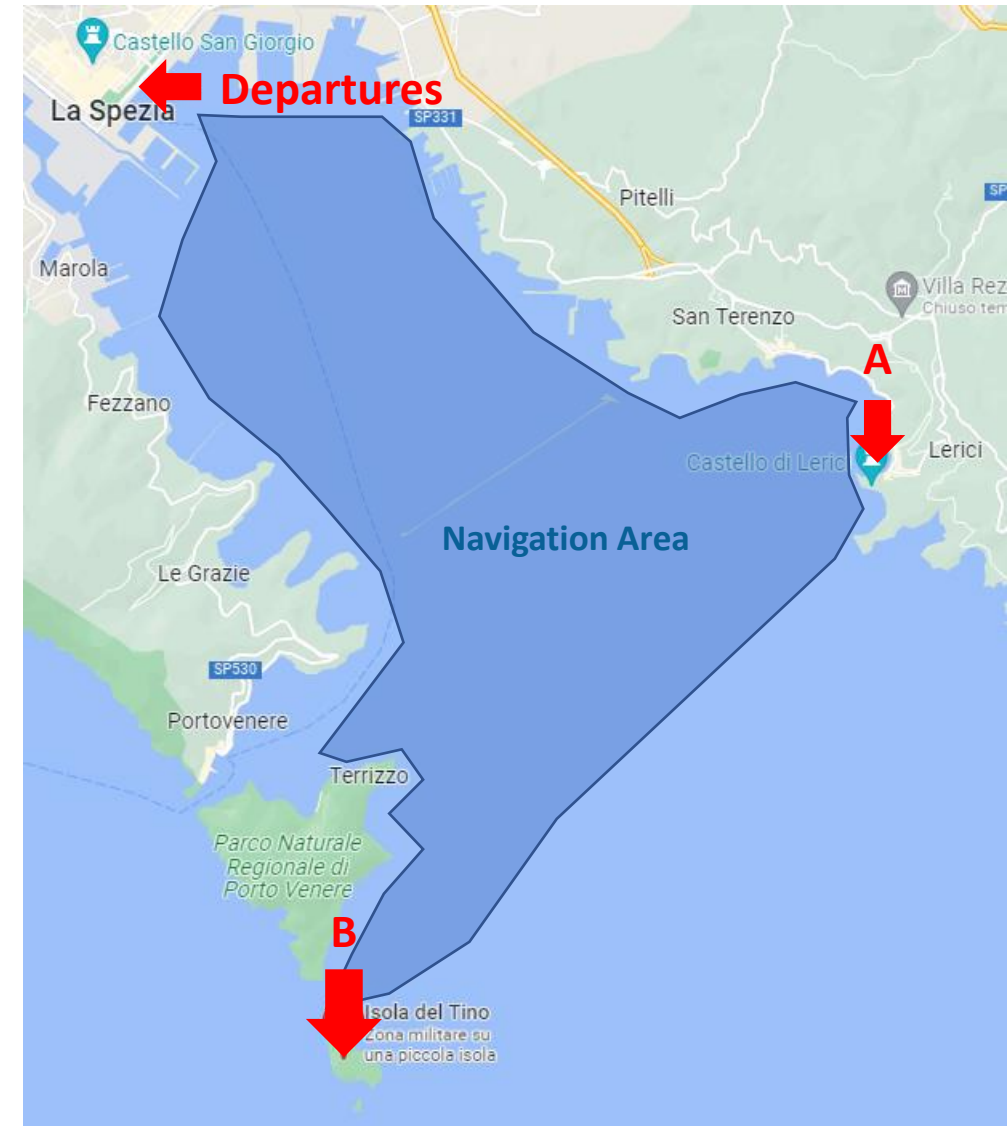 Castello San Giorgio
Departures
La Spezia
SP331
Pitelli
SP
Marola
Villa Rez
Chiuso tem
San Terenzo
A
Fezzano
Lerici
Castello di Leric
Navigation Area
Le Grazie
SP530
Portovenere
Terrizzo
Parco Naturale
Regionale di
Porto Venere
B
Isola del Tino
Zona militare su
una piccola isola